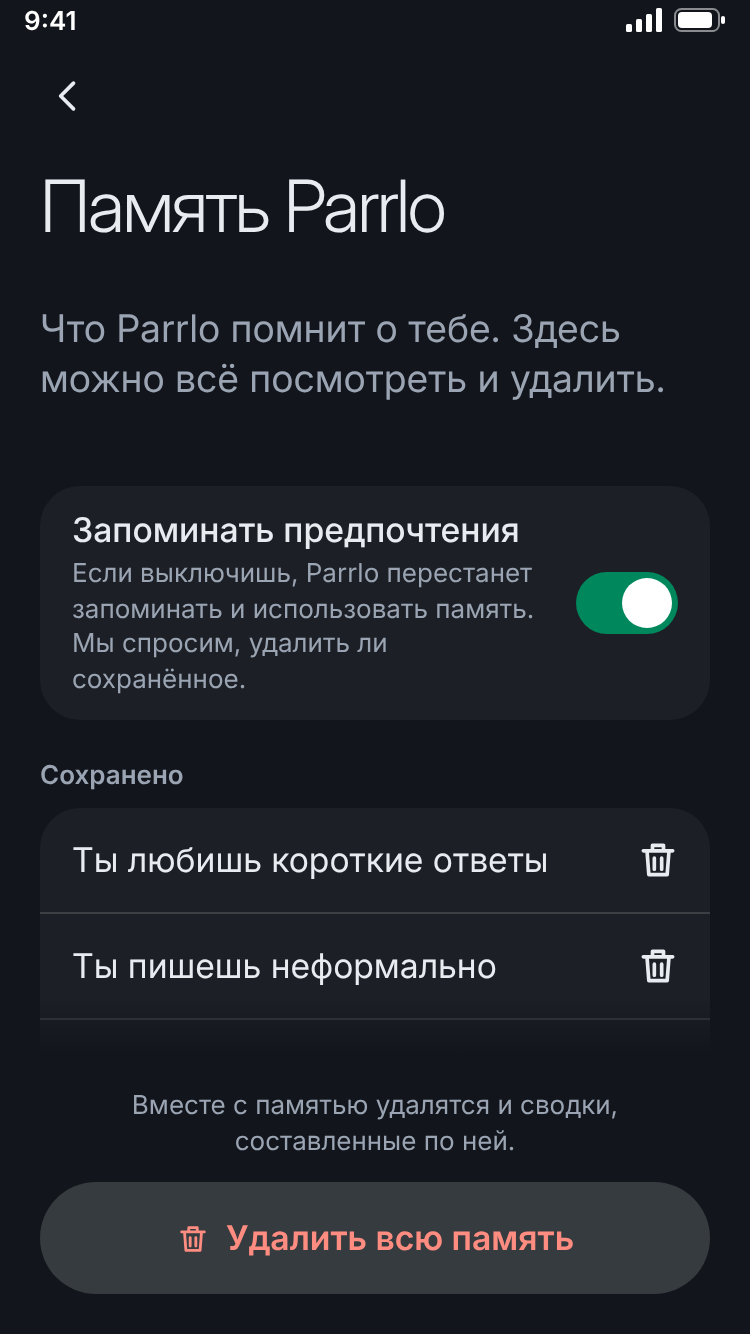 9:41
Память Parrlo
Что Parrlo помнит о тебе. Здесь
можно всё посмотреть и удалить.
Запоминать предпочтения
Если выключишь, Parrlo перестанет
запоминать и использовать память.
Мы спросим, удалить ли
сохранённое.
Сохранено
Ты любишь короткие ответы
Ты пишешь неформально
Вместе с памятью удалятся и сводки,
составленные по ней.
Удалить всю память